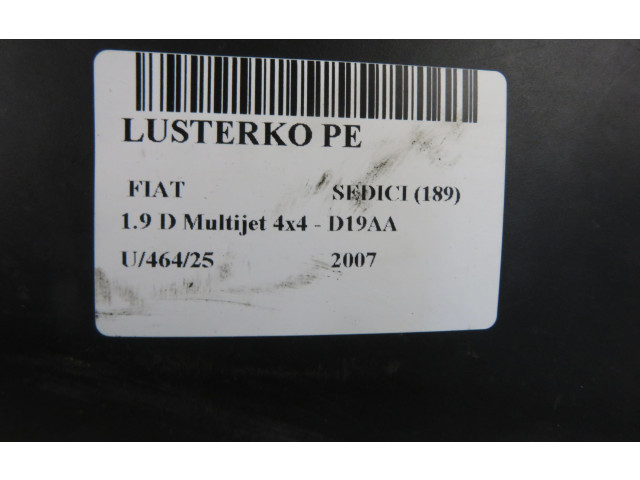 LUSTERKO PE
FIAT SEDICI (189)
1.9 D Multijet 4x4 - D19AA
U/464/25 2007